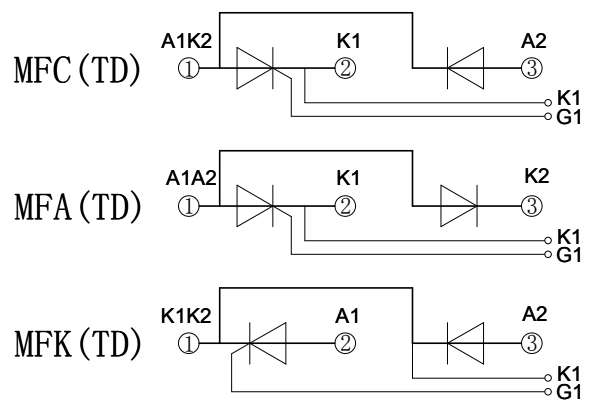 A1K2 K1 A2
MFC(TD) ① ② ③
K1
G1
A1A2 K1 K2
MFA(TD) ① ② ③
K1
G1
K1K2 A1 A2
MFK(TD) ① ② ③
K1
G1